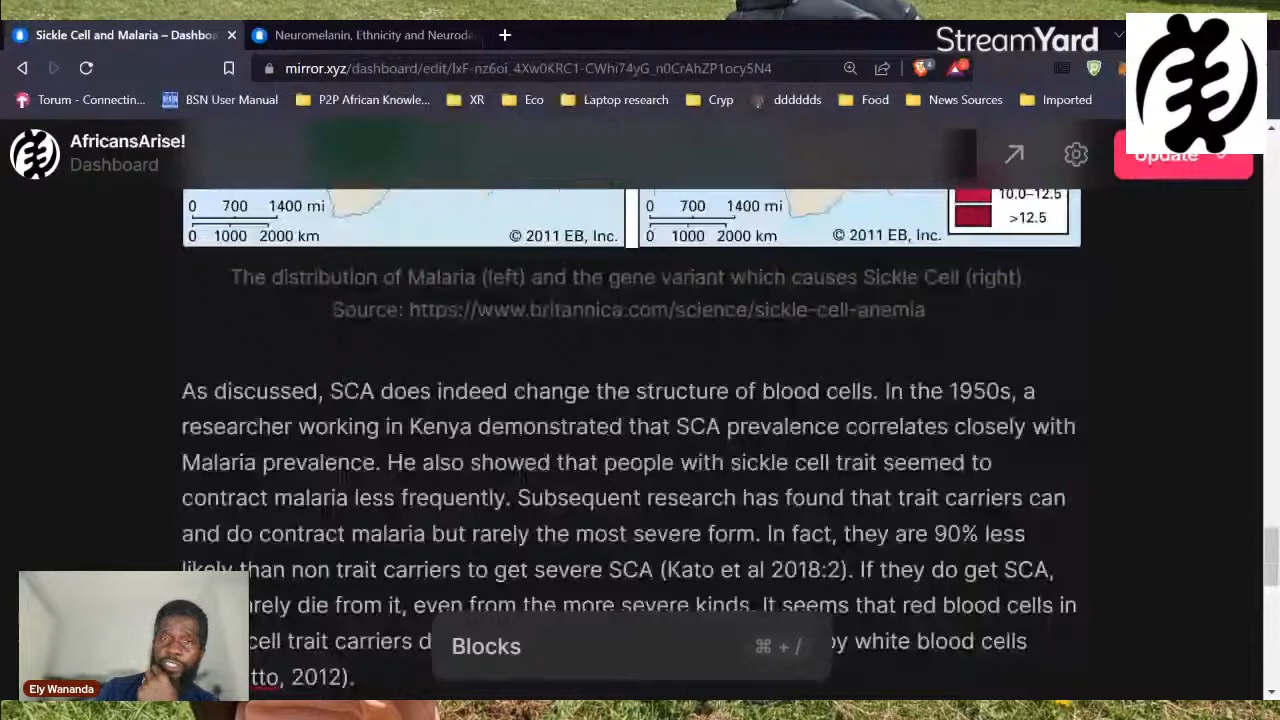 StreamYard
Sickle Cell and Malaria – Dashbo
Neuromelanin, Ethnicity and Neurod
mirror.xyz/dashboard/edit/IxF-nz6oi_4Xw0KRC1-CWhi74yG_n0CrAhZP1ocy5N4
4
2
Torum - Connectin...
BSN User Manual
P2P African Knowle...
XR
Eco
Laptop research
Cryp
dddddds
Food
News Sources
Imported
AfricansArise!
Dashboard
Update
0 700 1400 mi
0 1000 2000 km
© 2011 EB, Inc.
0 700 1400 mi
0 1000 2000 km
© 2011 EB, Inc.
10.0–12.5
>12.5
The distribution of Malaria (left) and the gene variant which causes Sickle Cell (right).
Source: https://www.britannica.com/science/sickle-cell-anemia
As discussed, SCA does indeed change the structure of blood cells. In the 1950s, a
researcher working in Kenya demonstrated that SCA prevalence correlates closely with
Malaria prevalence. He also showed that people with sickle cell trait seemed to
contract malaria less frequently. Subsequent research has found that trait carriers can
and do contract malaria but rarely the most severe form. In fact, they are 90% less
likely than non trait carriers to get severe SCA (Kato et al 2018:2). If they do get SCA,
arely die from it, even from the more severe kinds. It seems that red blood cells in
cell trait carriers d
by white blood cells
tto, 2012).
Blocks ⌘ + /
Ely Wananda